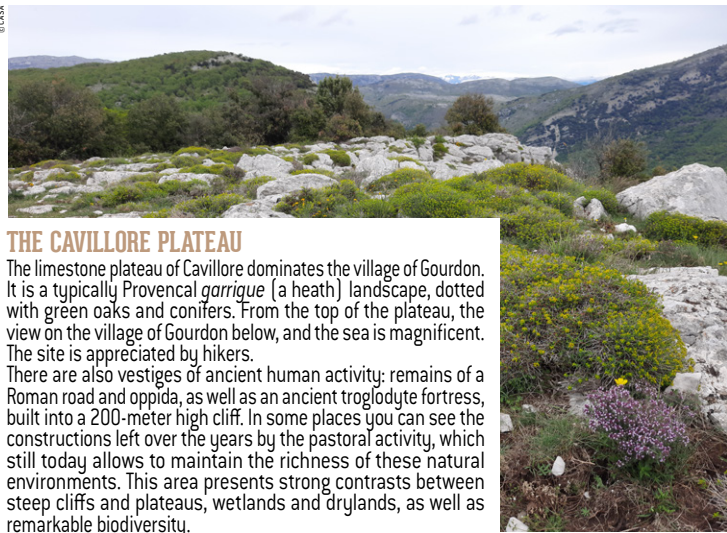 © CASA
THE CAVILLORE PLATEAU
The limestone plateau of Cavillore dominates the village of Gourdon.
It is a typically Provencal garrigue (a heath) landscape, dotted
with green oaks and conifers. From the top of the plateau, the
view on the village of Gourdon below, and the sea is magnificent.
The site is appreciated by hikers.
There are also vestiges of ancient human activity: remains of a
Roman road and oppida, as well as an ancient troglodyte fortress,
built into a 200-meter high cliff. In some places you can see the
constructions left over the years by the pastoral activity, which
still today allows to maintain the richness of these natural
environments. This area presents strong contrasts between
steep cliffs and plateaus, wetlands and drylands, as well as
remarkable biodiversity.